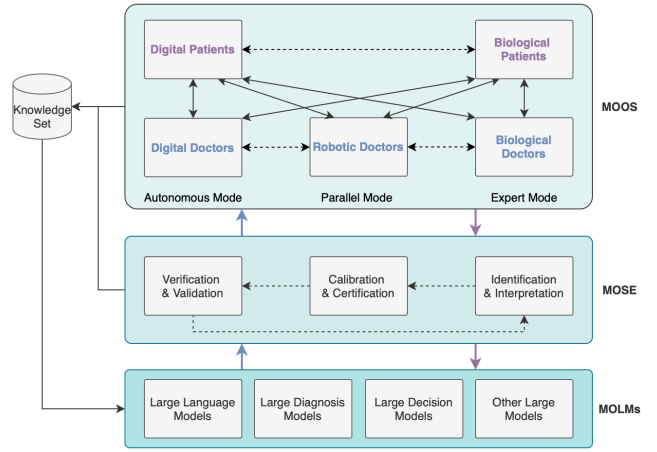 Digital Patients
Biological
Patients
Knowledge
Set
MOOS
Digital Doctors
Robotic Doctors
Biological
Doctors
Autonomous Mode
Parallel Mode
Expert Mode
Verification
& Validation
Calibration
& Certification
Identification
& Interpretation
MOSE
Large Language
Models
Large Diagnosis
Models
Large Decision
Models
Other Large
Models
MOLMs